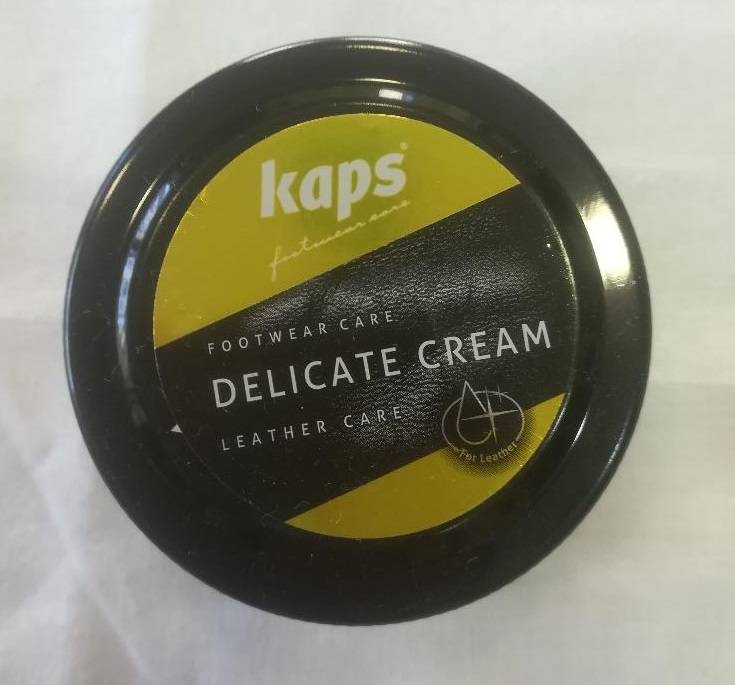 kaps®
footwear care
FOOTWEAR CARE
DELICATE CREAM
LEATHER CARE
For Leather